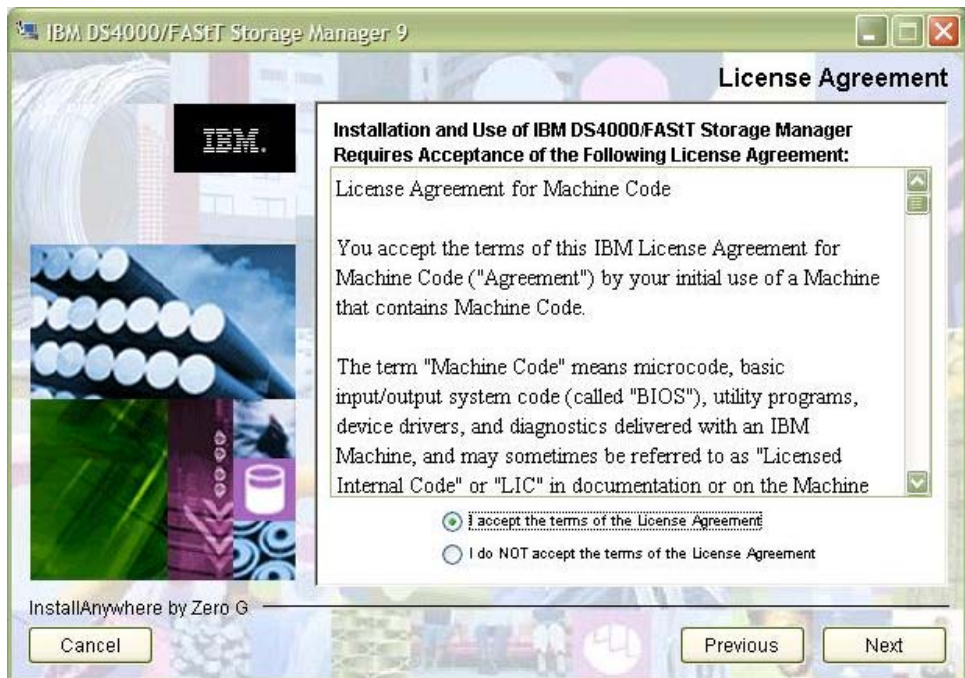 IBM DS4000/FAStT Storage Manager 9
License Agreement
IBM.
Installation and Use of IBM DS4000/FAStT Storage Manager
Requires Acceptance of the Following License Agreement:
License Agreement for Machine Code
You accept the terms of this IBM License Agreement for
Machine Code ("Agreement") by your initial use of a Machine
that contains Machine Code.
The term "Machine Code" means microcode, basic
input/output system code (called "BIOS"), utility programs,
device drivers, and diagnostics delivered with an IBM
Machine, and may sometimes be referred to as "Licensed
Internal Code" or "LIC" in documentation or on the Machine
I accept the terms of the License Agreement
I do NOT accept the terms of the License Agreement
InstallAnywhere by Zero G
Cancel
Previous
Next